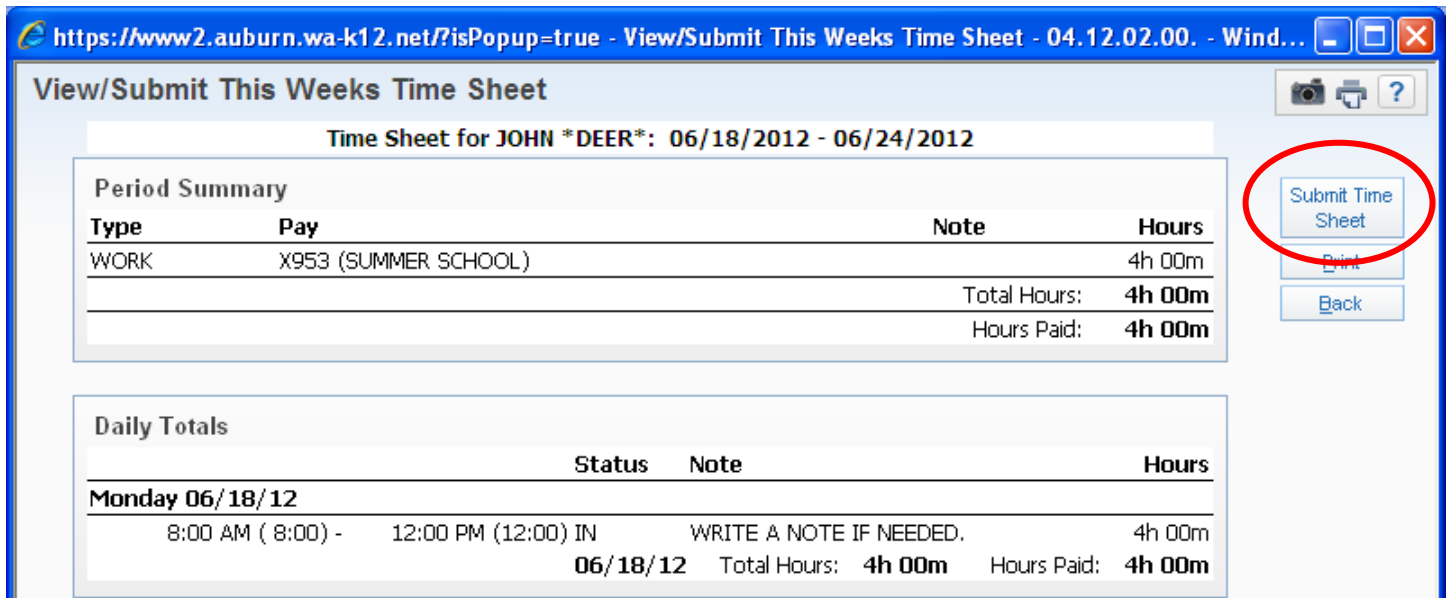 https://www2.auburn.wa-k12.net/?isPopup=true - View/Submit This Weeks Time Sheet - 04.12.02.00. - Wind...
View/Submit This Weeks Time Sheet
?
Time Sheet for JOHN *DEER*: 06/18/2012 - 06/24/2012
Period Summary
Submit Time
Sheet
Type Pay Note Hours
WORK X953 (SUMMER SCHOOL) 4h 00m
Print
Total Hours: 4h 00m
Back
Hours Paid: 4h 00m
Daily Totals
Status Note Hours
Monday 06/18/12
8:00 AM ( 8:00) - 12:00 PM (12:00) IN WRITE A NOTE IF NEEDED. 4h 00m
06/18/12 Total Hours: 4h 00m Hours Paid: 4h 00m